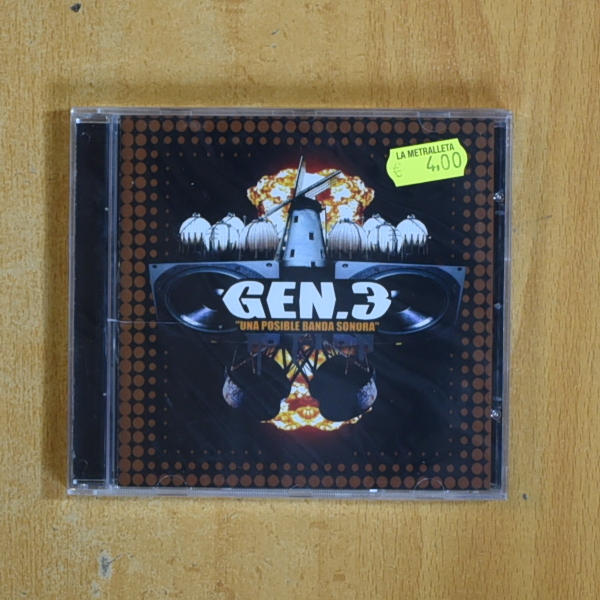 LA METRALLETA
€ 4,00
GEN.3
"UNA POSIBLE BANDA SONORA"